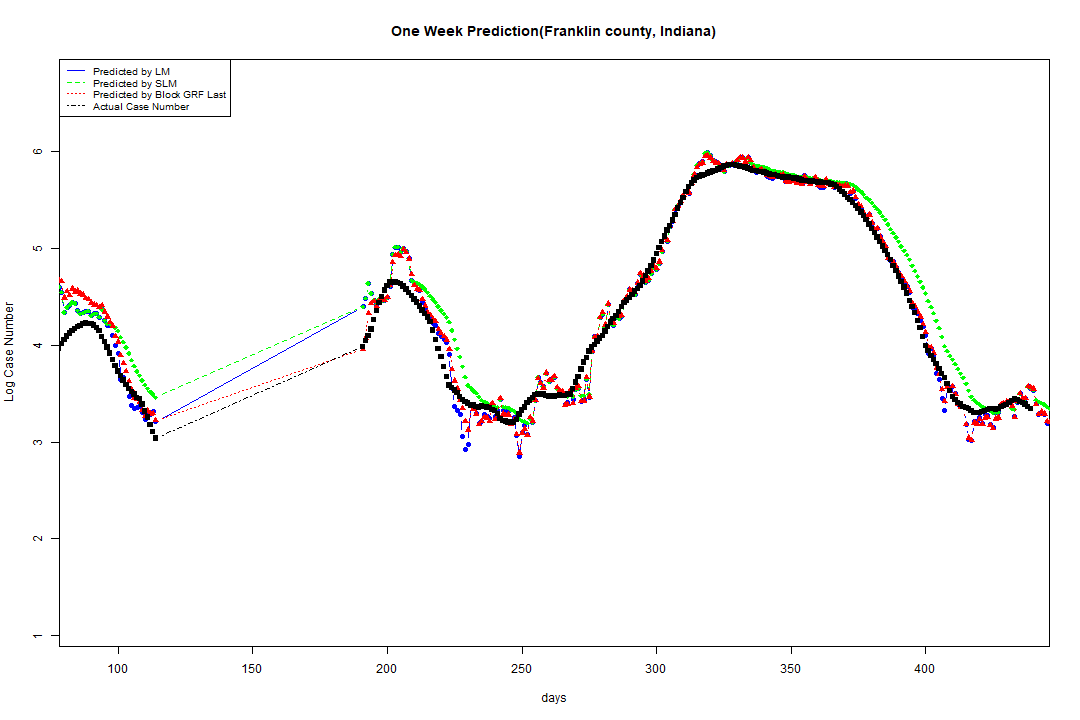 One Week Prediction(Franklin county, Indiana)
Predicted by LM
Predicted by SLM
Predicted by Block GRF Last
Actual Case Number
Log Case Number
6
5
4
3
2
1
100 150 200 250 300 350 400
days